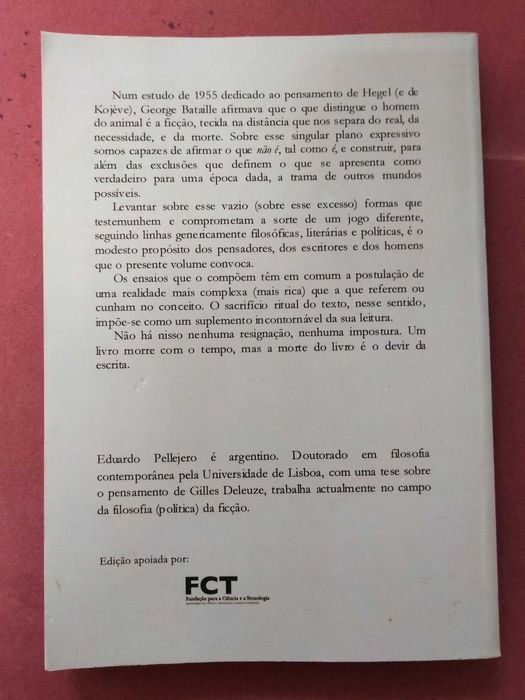 Num estudo de 1955 dedicado ao pensamento de Hegel (e de
Kojève), George Bataille afirmava que o que distingue o homem
do animal é a ficção, tecida na distância que nos separa do real, da
necessidade, e da morte. Sobre esse singular plano expressivo
somos capazes de afirmar o que não é, tal como é, e construir, para
além das exclusões que definem o que se apresenta como
verdadeiro para uma época dada, a trama de outros mundos
possíveis.
Levantar sobre esse vazio (sobre esse excesso) formas que
testemunhem e comprometam a sorte de um jogo diferente,
seguindo linhas genericamente filosóficas, literárias e políticas, é o
modesto propósito dos pensadores, dos escritores e dos homens
que o presente volume convoca.
Os ensaios que o compõem têm em comum a postulação de
uma realidade mais complexa (mais rica) que a que referem ou
cunham no conceito. O sacrifício ritual do texto, nesse sentido,
impõe-se como um suplemento incontornável da sua leitura.
Não há nisso nenhuma resignação, nenhuma impostura. Um
livro morre com o tempo, mas a morte do livro é o devir da
escrita.
Eduardo Pellejero é argentino. Doutorado em filosofia
contemporânea pela Universidade de Lisboa, com uma tese sobre
o pensamento de Gilles Deleuze, trabalha actualmente no campo
da filosofia (política) da ficção.
Edição apoiada por:
FCT
Fundação para a Ciência e a Tecnologia